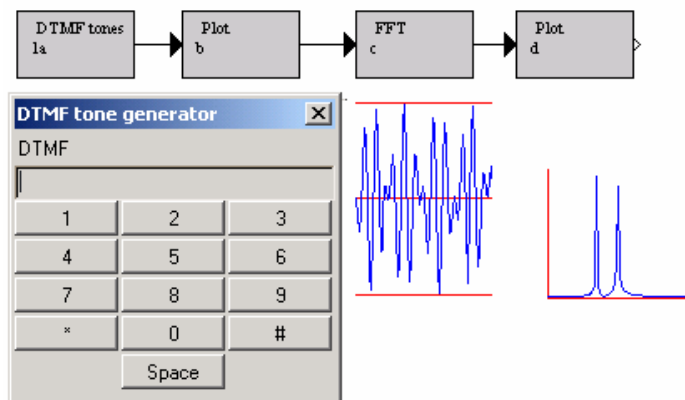 DTMF tones
1a
Plot
b
FFT
c
Plot
d
DTMF tone generator
DTMF
1 2 3
4 5 6
7 8 9
* 0 #
Space